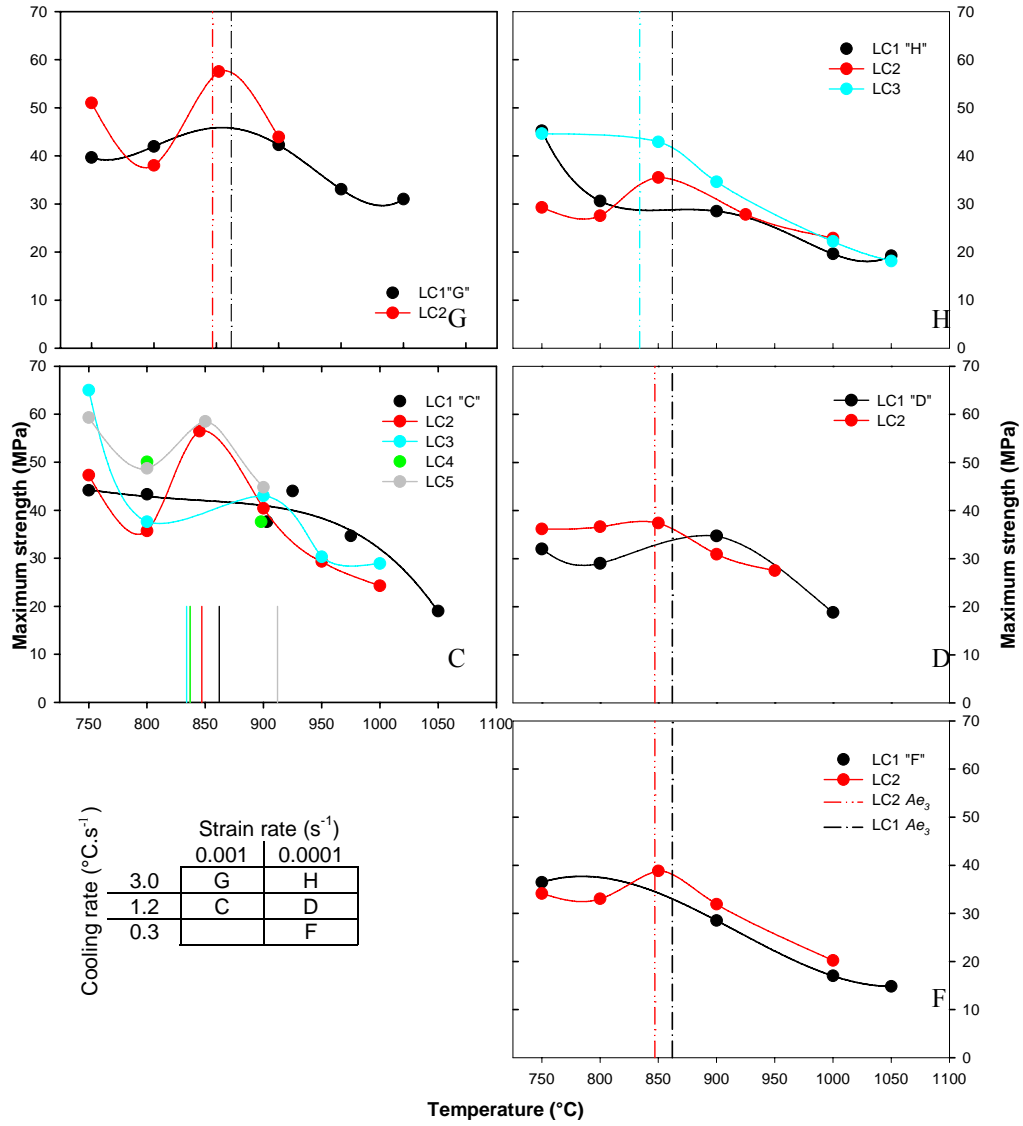 70
60
50
40
30
20
10
0
LC1"G"
LC2
G
LC1 "H"
LC2
LC3
H
70
60
50
40
30
20
10
0
Maximum strength (MPa)
70
60
50
40
30
20
10
0
LC1 "C"
LC2
LC3
LC4
LC5
C
750 800 850 900 950 1000 1050 1100
LC1 "D"
LC2
D
70
60
50
40
30
20
10
0
Maximum strength (MPa)
Cooling rate (°C.s-1)
Strain rate (s-1)
0.001 0.0001
3.0 G H
1.2 C D
0.3 F
LC1 "F"
LC2
LC2 Ae3
LC1 Ae3
F
70
60
50
40
30
20
10
0
750 800 850 900 950 1000 1050 1100
Temperature (°C)